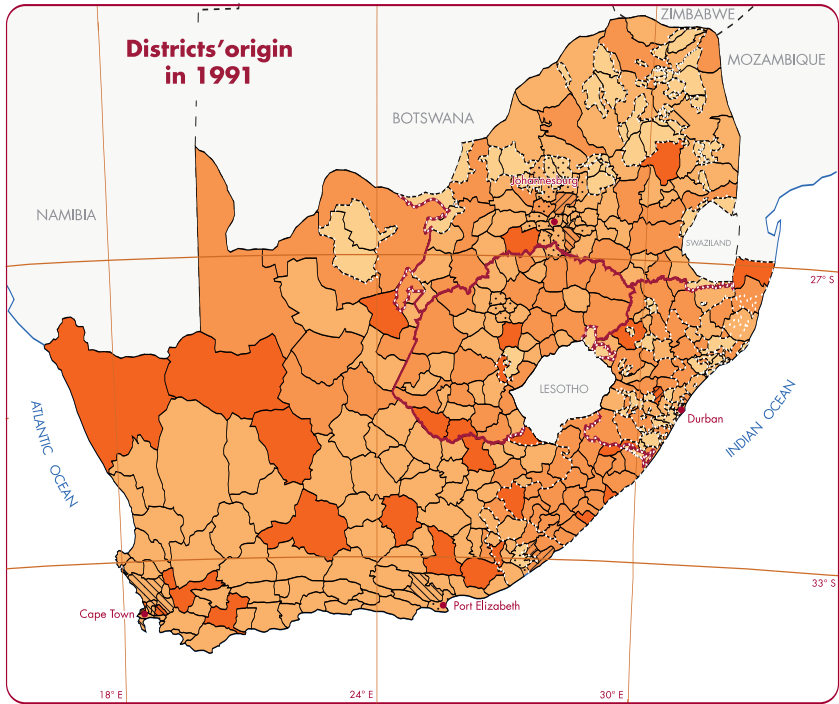 ZIMBABWE
Districts'origin
in 1991
MOZAMBIQUE
BOTSWANA
Johannesburg
NAMIBIA
SWAZILAND
27° S
LESOTHO
Durban
ATLANTIC OCEAN
INDIAN OCEAN
33° S
Port Elizabeth
Cape Town
18° E
24° E
30° E